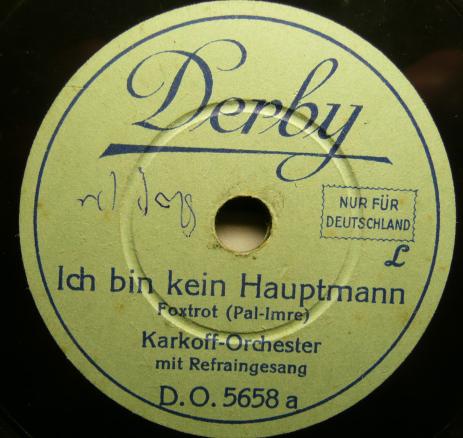 Derby
NUR FÜR
DEUTSCHLAND
L
Ich bin kein Hauptmann
Foxtrot (Pal-Imre)
Karkoff-Orchester
mit Refraingesang
D.O. 5658 a